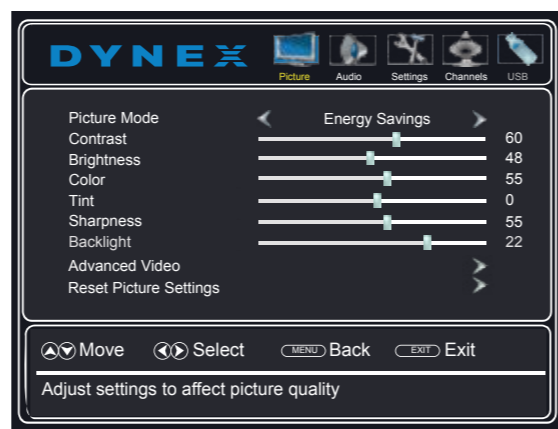 DYNEX
Picture Audio Settings Channels USB
Picture Mode Energy Savings
Contrast 60
Brightness 48
Color 55
Tint 0
Sharpness 55
Backlight 22
Advanced Video
Reset Picture Settings
Move Select MENU Back EXIT Exit
Adjust settings to affect picture quality